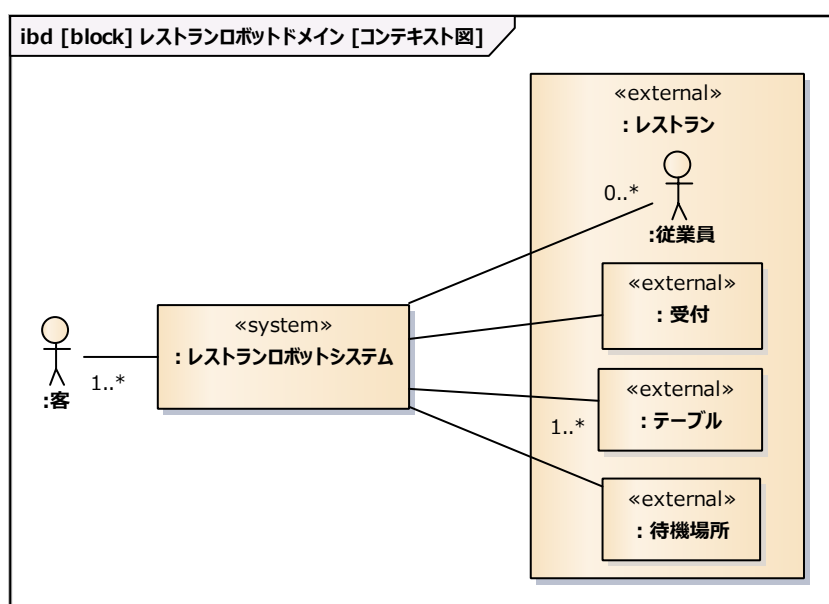 ibd [block] レストランロボットドメイン [コンテキスト図]
«external»
: レストラン
0..*
:従業員
«external»
: 受付
«system»
: レストランロボットシステム
1..*
:客
«external»
: テーブル
1..*
«external»
: 待機場所